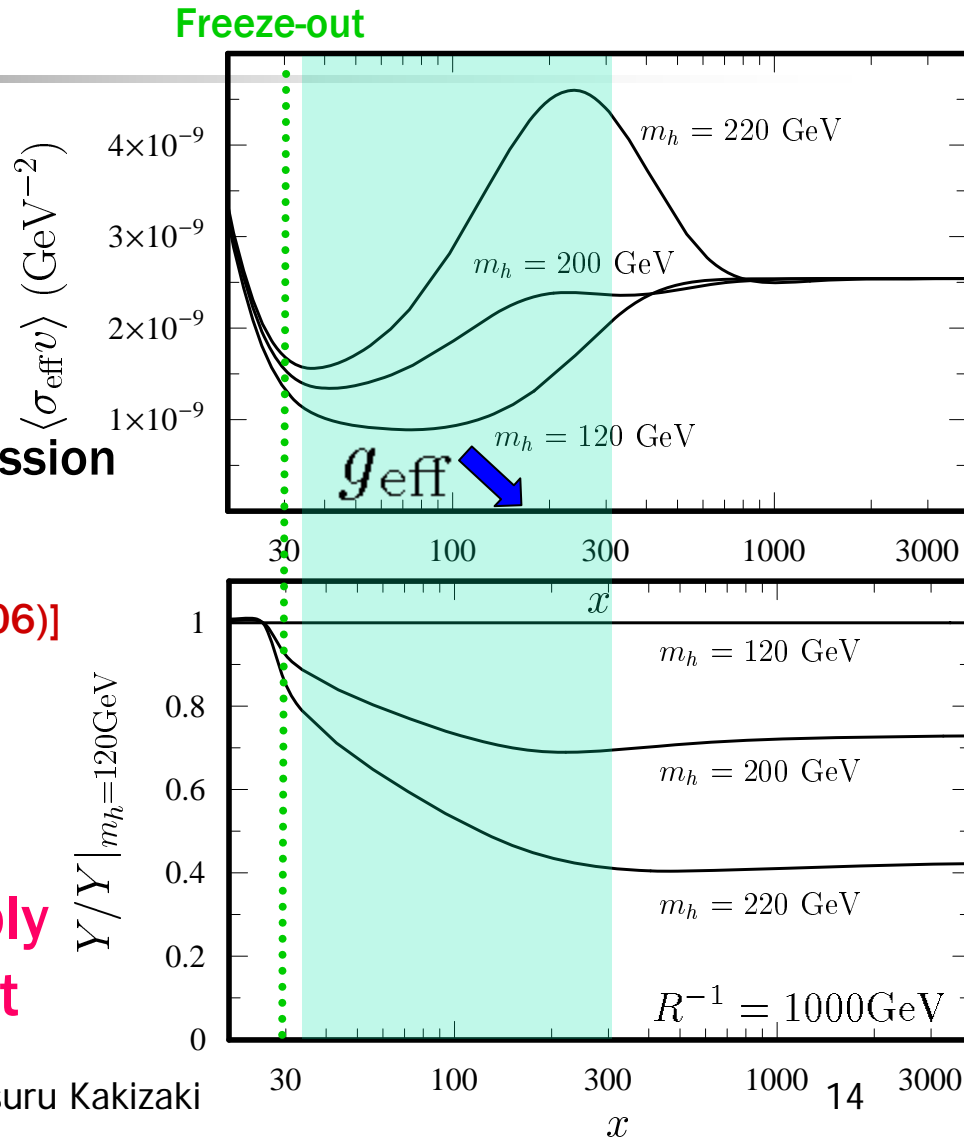 Freeze-out
⟨σ_eff v⟩ (GeV⁻²)
4×10⁻⁹
3×10⁻⁹
2×10⁻⁹
1×10⁻⁹
m_h = 220 GeV
m_h = 200 GeV
m_h = 120 GeV
ssion
g_eff
30 100 300 1000 3000
x
06)]
Y/Y|_{m_h=120GeV}
1
0.8
0.6
0.4
0.2
0
m_h = 120 GeV
m_h = 200 GeV
m_h = 220 GeV
bly
t
R⁻¹ = 1000GeV
30 100 300 1000 3000
suru Kakizaki
14
x